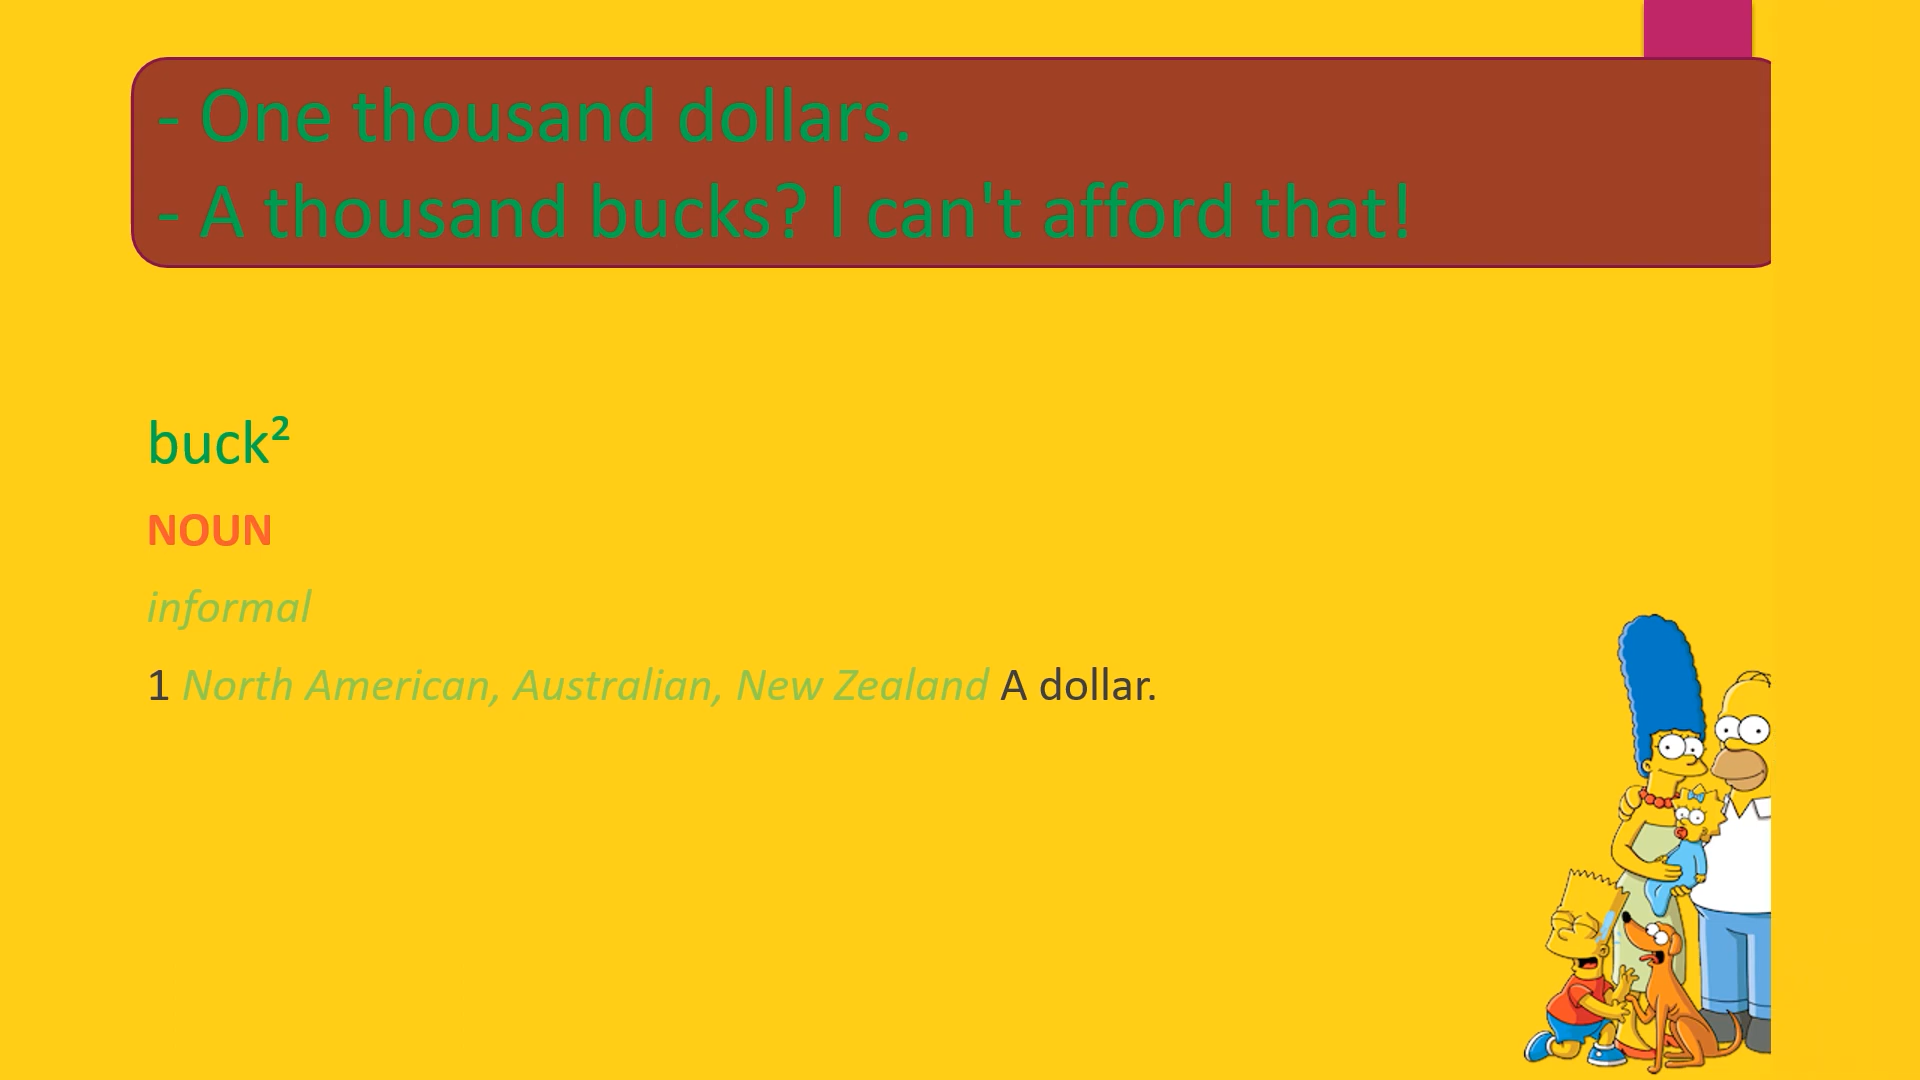 - One thousand dollars.
- A thousand bucks? I can't afford that!
buck²
NOUN
informal
1 North American, Australian, New Zealand A dollar.